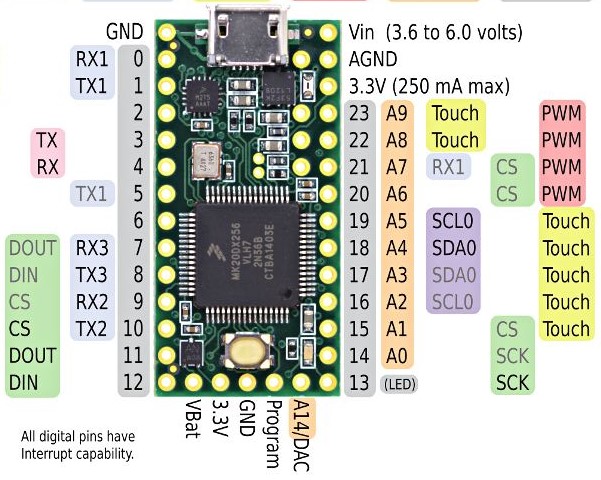 GND Vin (3.6 to 6.0 volts)
RX1 0 AGND
TX1 1 3.3V (250 mA max)
2 23 A9 Touch PWM
TX 3 22 A8 Touch PWM
RX 4 21 A7 RX1 CS PWM
TX1 5 20 A6 CS PWM
6 19 A5 SCL0 Touch
DOUT RX3 7 18 A4 SDA0 Touch
DIN TX3 8 17 A3 SDA0 Touch
CS RX2 9 16 A2 SCL0 Touch
CS TX2 10 15 A1 CS Touch
DOUT 11 14 A0 SCK
DIN 12 13 (LED) SCK
MK20DX256
VLH7
2N36B
CTBA1403E
VBat
3.3V
GND
Program
A14/DAC
All digital pins have
Interrupt capability.